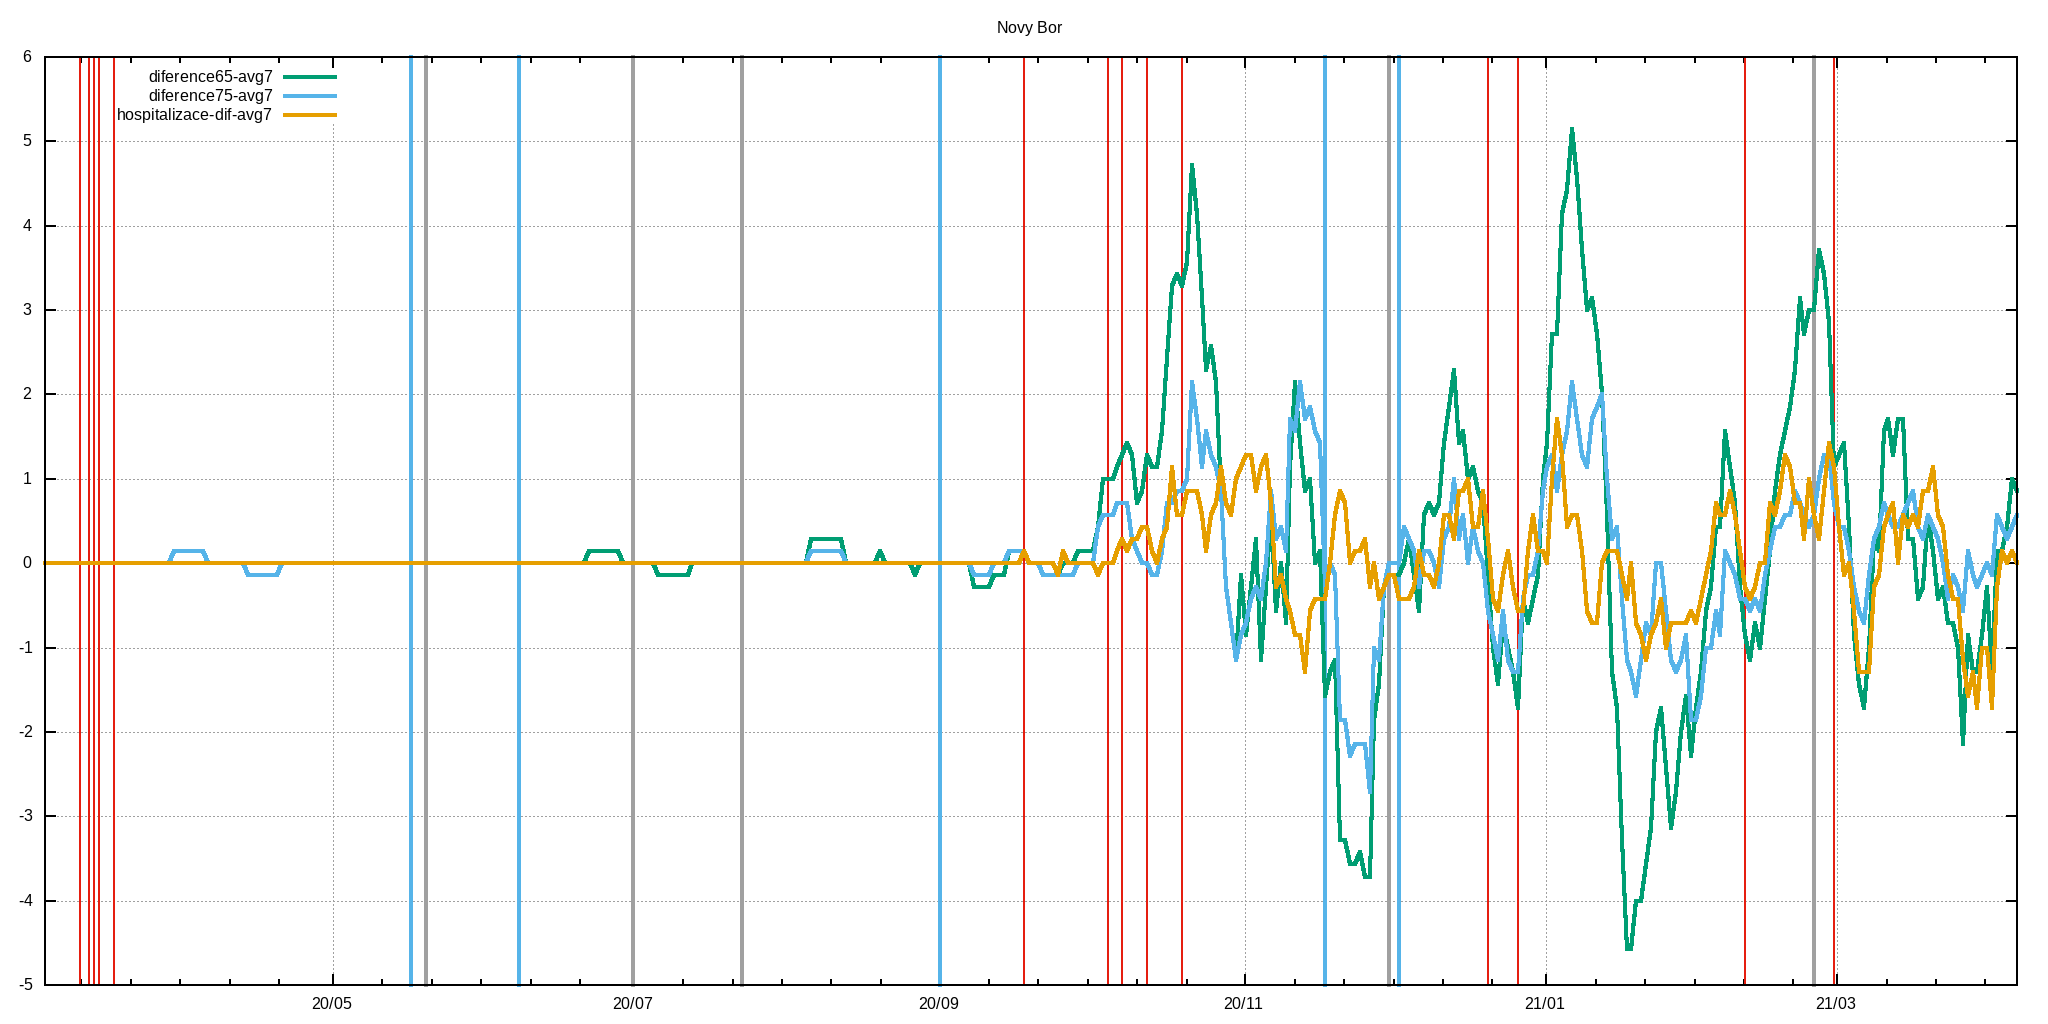 Novy Bor
diference65-avg7
diference75-avg7
hospitalizace-dif-avg7
6
5
4
3
2
1
0
-1
-2
-3
-4
-5
20/05 20/07 20/09 20/11 21/01 21/03